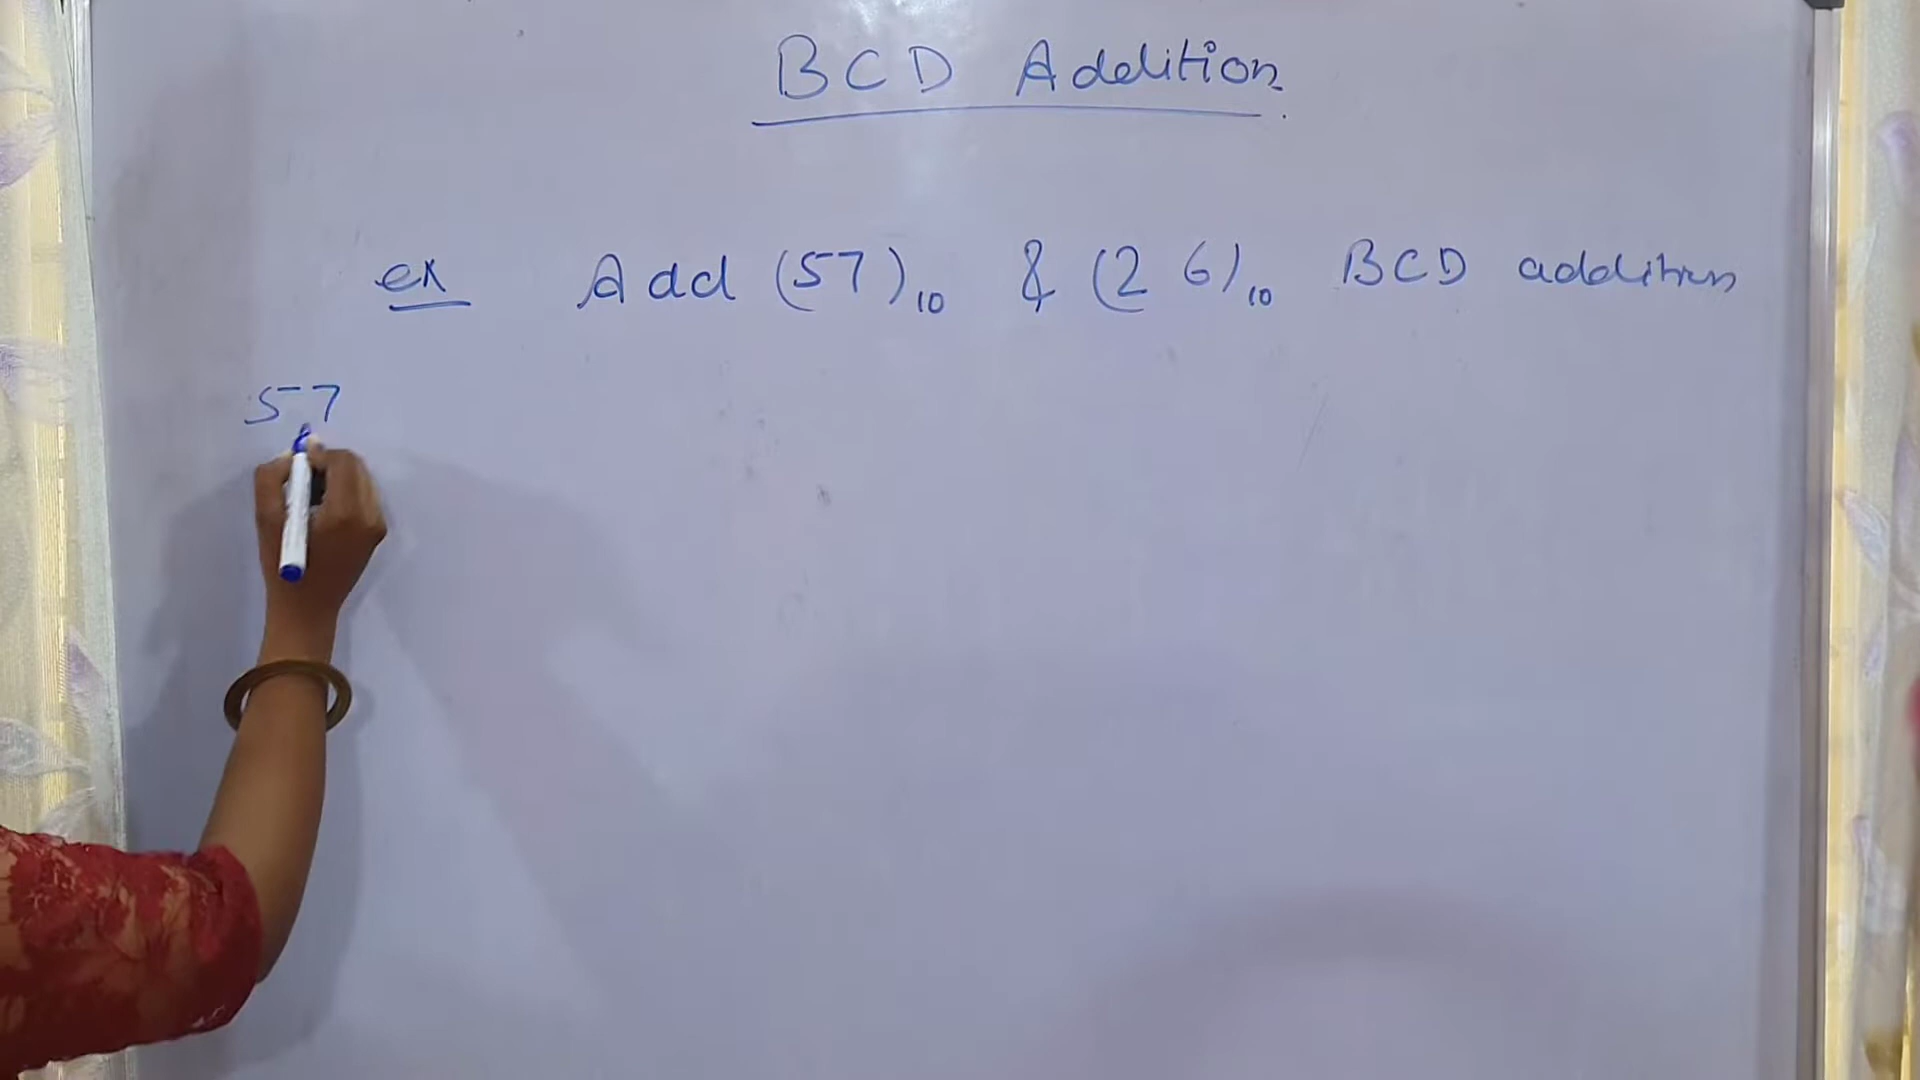 BCD Addition
ex Add (57)₁₀ & (26)₁₀ BCD addition
57